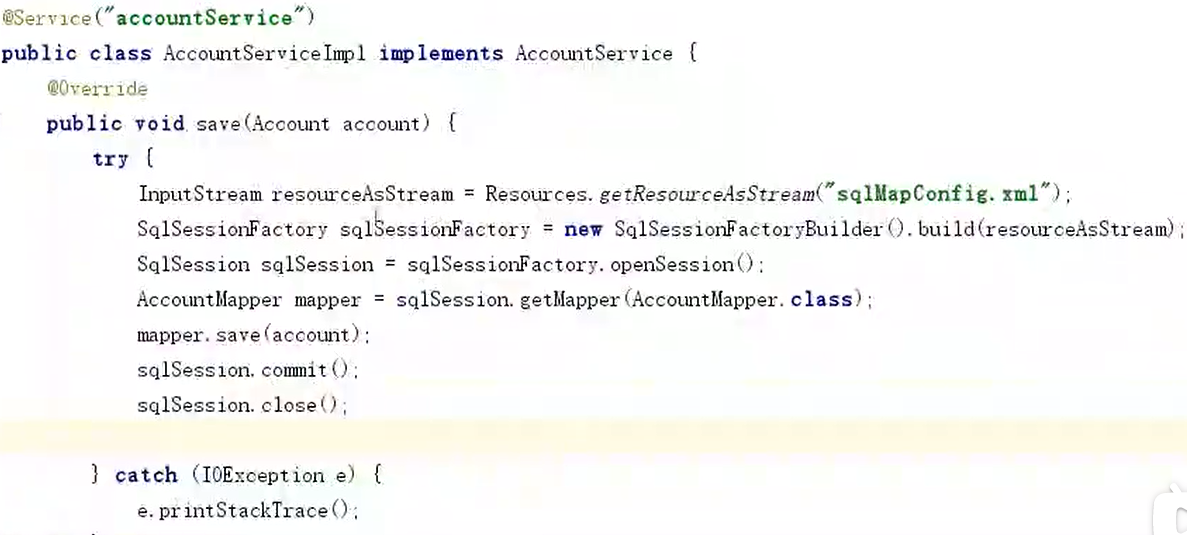 @Service("accountService")
public class AccountServiceImpl implements AccountService {
@Override
public void save(Account account) {
try {
InputStream resourceAsStream = Resources.getResourceAsStream("sqlMapConfig.xml");
SqlSessionFactory sqlSessionFactory = new SqlSessionFactoryBuilder().build(resourceAsStream);
SqlSession sqlSession = sqlSessionFactory.openSession();
AccountMapper mapper = sqlSession.getMapper(AccountMapper.class);
mapper.save(account);
sqlSession.commit();
sqlSession.close();
} catch (IOException e) {
e.printStackTrace();